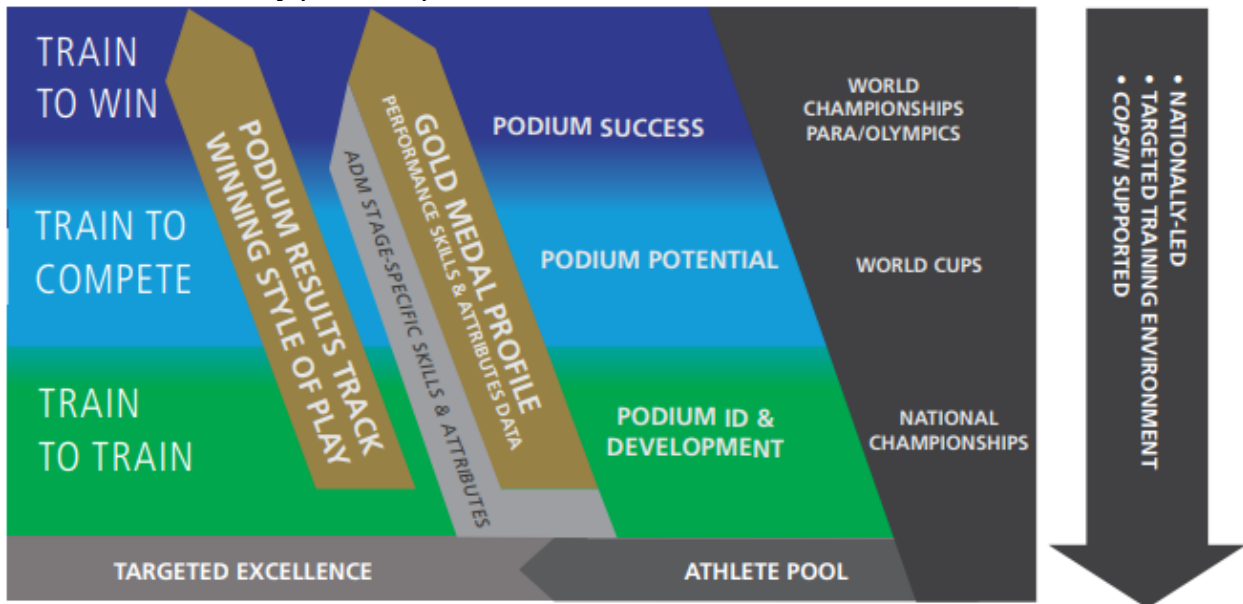 TRAIN
TO WIN
PODIUM RESULTS TRACK
WINNING STYLE OF PLAY
ADM STAGE-SPECIFIC SKILLS & ATTRIBUTES
GOLD MEDAL PROFILE
PERFORMANCE SKILLS & ATTRIBUTES DATA
PODIUM SUCCESS
WORLD
CHAMPIONSHIPS
PARA/OLYMPICS
TRAIN TO
COMPETE
PODIUM POTENTIAL
WORLD CUPS
TRAIN
TO TRAIN
PODIUM ID &
DEVELOPMENT
NATIONAL
CHAMPIONSHIPS
TARGETED EXCELLENCE
ATHLETE POOL
• NATIONALLY-LED
• TARGETED TRAINING ENVIRONMENT
• COPSIN SUPPORTED